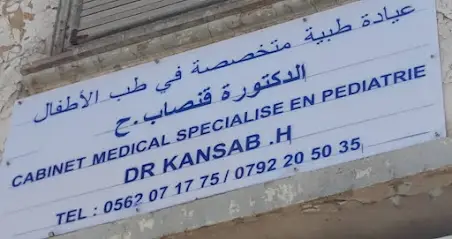 عيادة طبية متخصصة في طب الأطفال
الدكتورة قنصاب.ح
CABINET MEDICAL SPECIALISE EN PEDIATRIE
DR KANSAB .H
TEL : 0562 07 17 75 / 0792 20 50 35